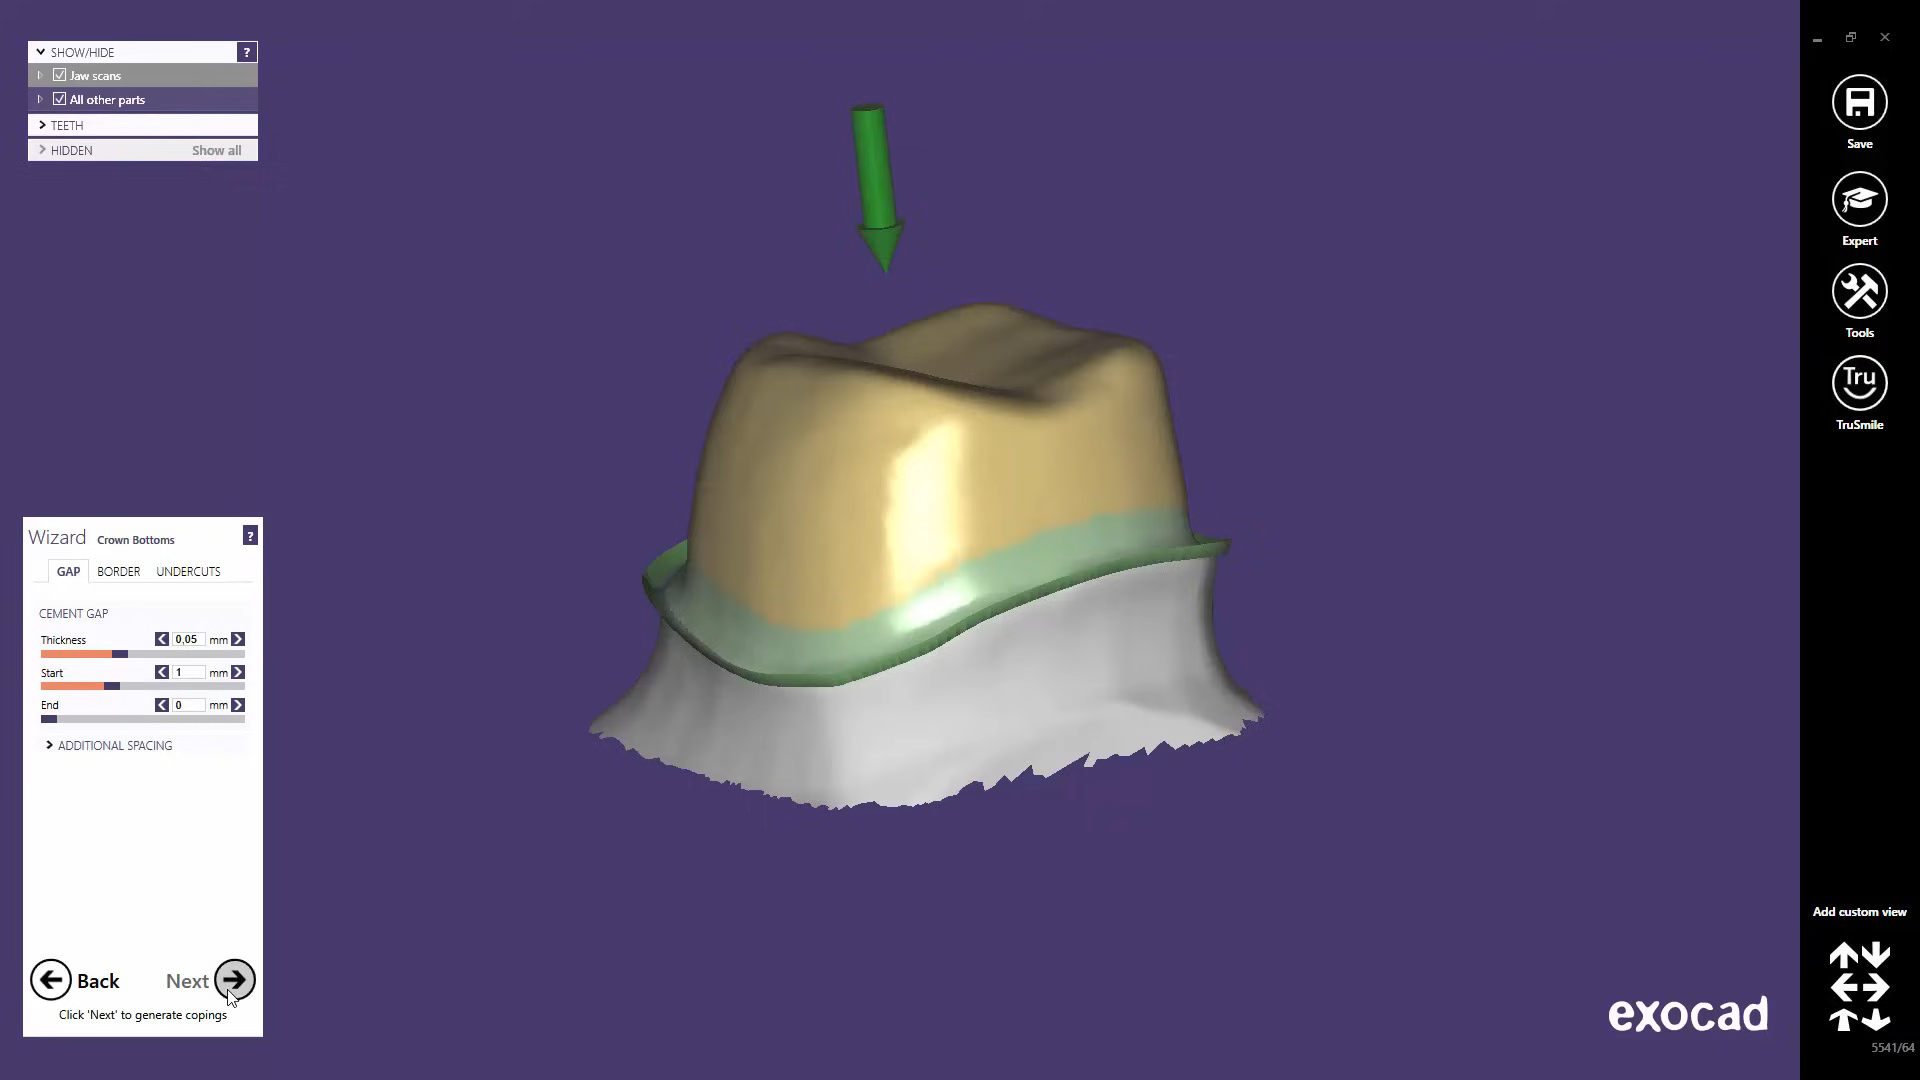 SHOW/HIDE ?
Jaw scans
All other parts
TEETH
HIDDEN Show all
Save
Expert
Tools
Tru
TruSmile
Wizard Crown Bottoms ?
GAP BORDER UNDERCUTS
CEMENT GAP
Thickness 0,05 mm
Start 1 mm
End 0 mm
ADDITIONAL SPACING
Back Next
Click 'Next' to generate copings
Add custom view
exocad
5541/64